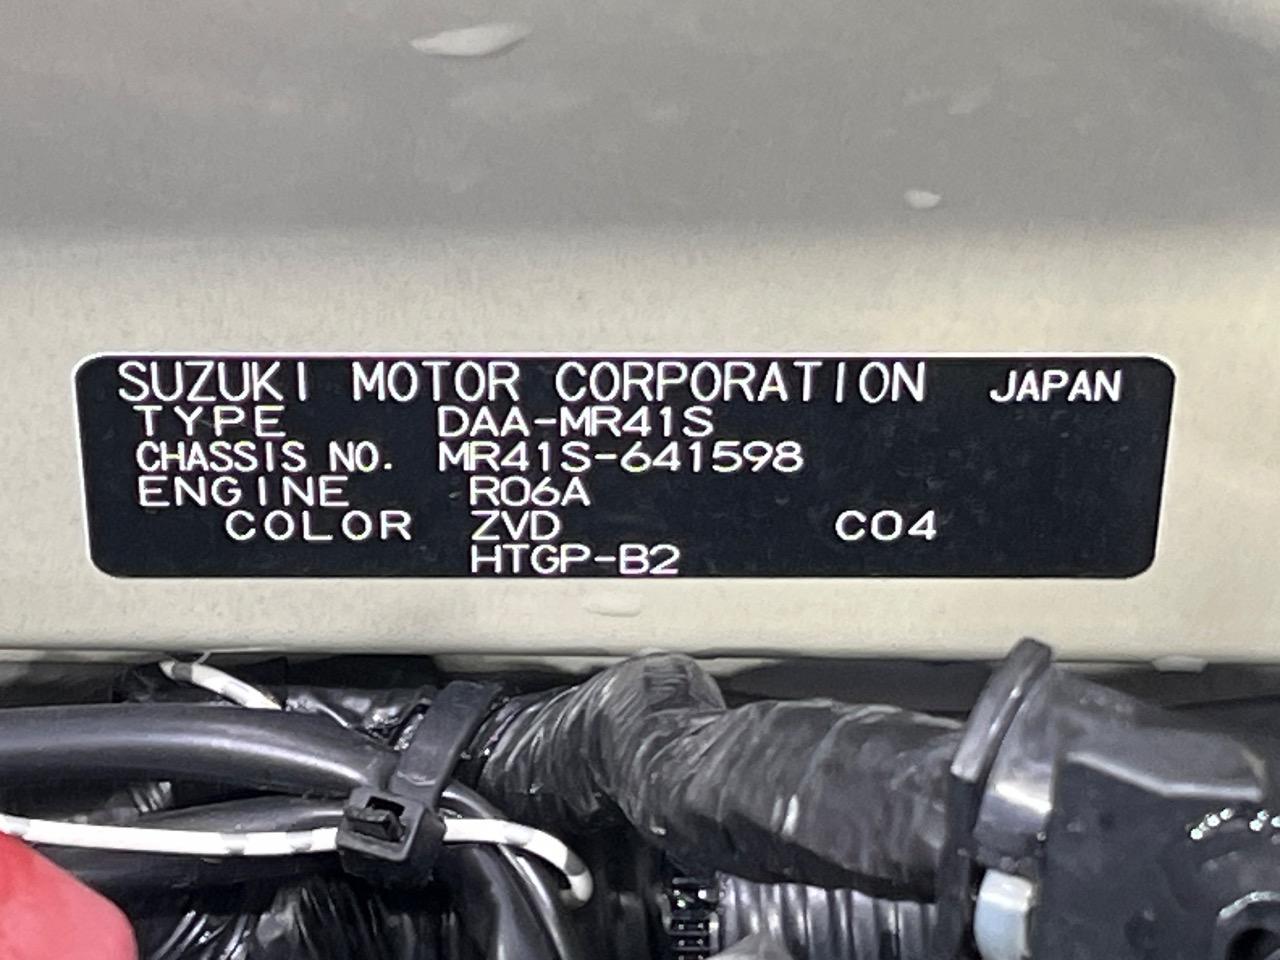 SUZUKI MOTOR CORPORATION JAPAN
TYPE DAA-MR41S
CHASSIS NO. MR41S-641598
ENGINE R06A
COLOR ZVD C04
HTGP-B2